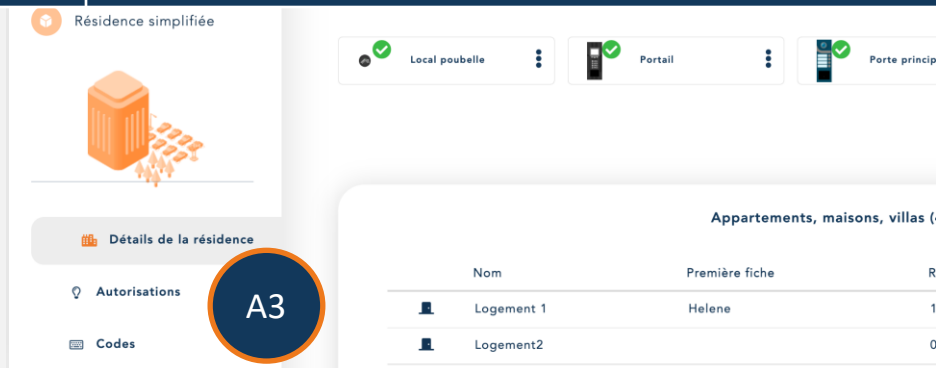 Résidence simplifiée
Local poubelle
Portail
Porte princip
Appartements, maisons, villas (
Détails de la résidence
Nom Première fiche R
Autorisations
A3
Logement 1 Helene 1
Codes
Logement2 0